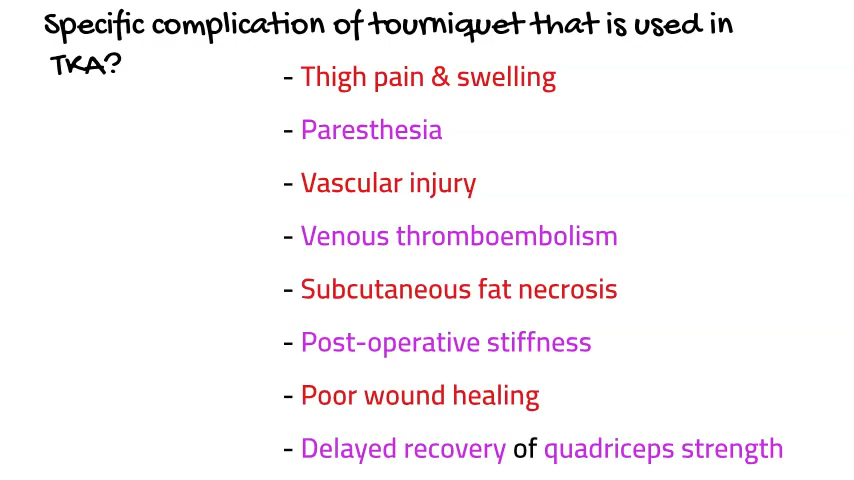 Specific complication of tourniquet that is used in
TKA?
- Thigh pain & swelling
- Paresthesia
- Vascular injury
- Venous thromboembolism
- Subcutaneous fat necrosis
- Post-operative stiffness
- Poor wound healing
- Delayed recovery of quadriceps strength